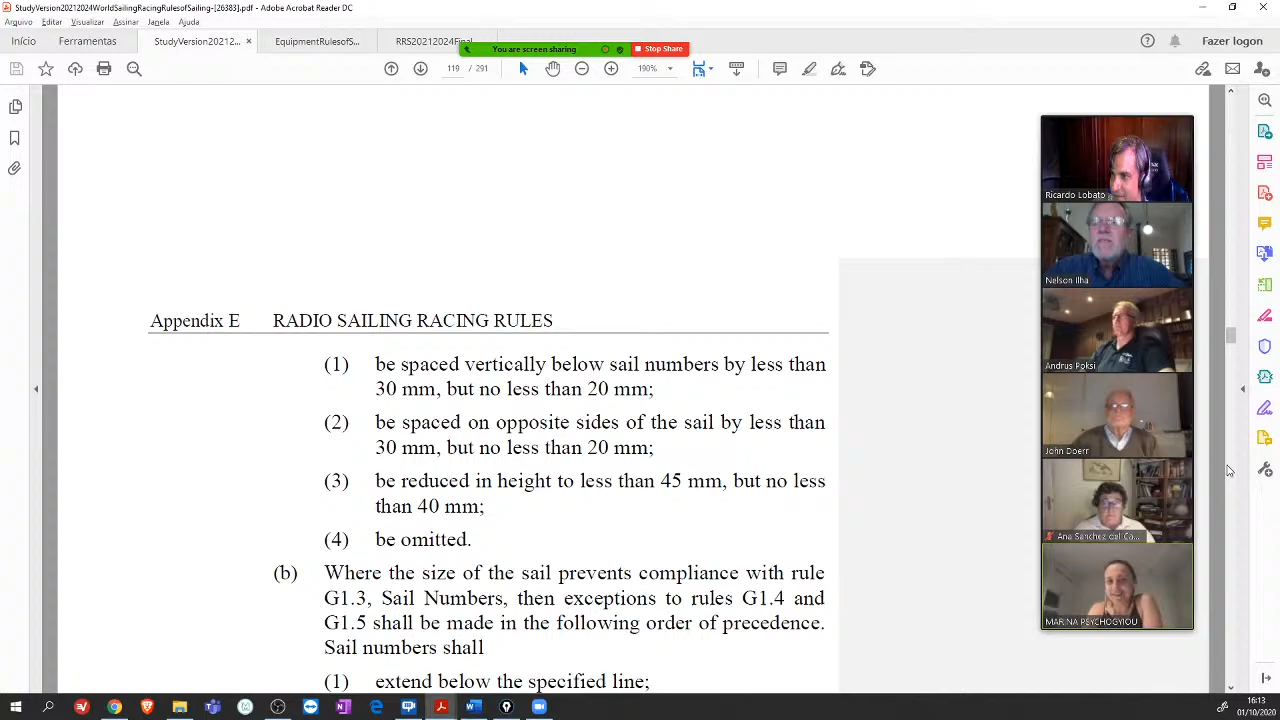 StudyVersion20212024WorldSailingRacingRulesofSailing-[26383].pdf - Adobe Acrobat Reader DC
Arquivo Editar Visualizar Assinar Janela Ajuda
Início Ferramentas StudyVersion20212... × EquipmentRulesofS... RRS20212024Final Fazer logon
You are screen sharing Stop Share
119 / 291 190%
Appendix E RADIO SAILING RACING RULES
(1) be spaced vertically below sail numbers by less than
30 mm, but no less than 20 mm;
(2) be spaced on opposite sides of the sail by less than
30 mm, but no less than 20 mm;
(3) be reduced in height to less than 45 mm, but no less
than 40 mm;
(4) be omitted.
(b) Where the size of the sail prevents compliance with rule
G1.3, Sail Numbers, then exceptions to rules G1.4 and
G1.5 shall be made in the following order of precedence.
Sail numbers shall
(1) extend below the specified line;
Ricardo Lobato
Nelson Ilha
Andrus Poksi
John Doerr
Ana Sanchez del Ca...
MARINA PSYCHOGYIOU
16:13
01/10/2020